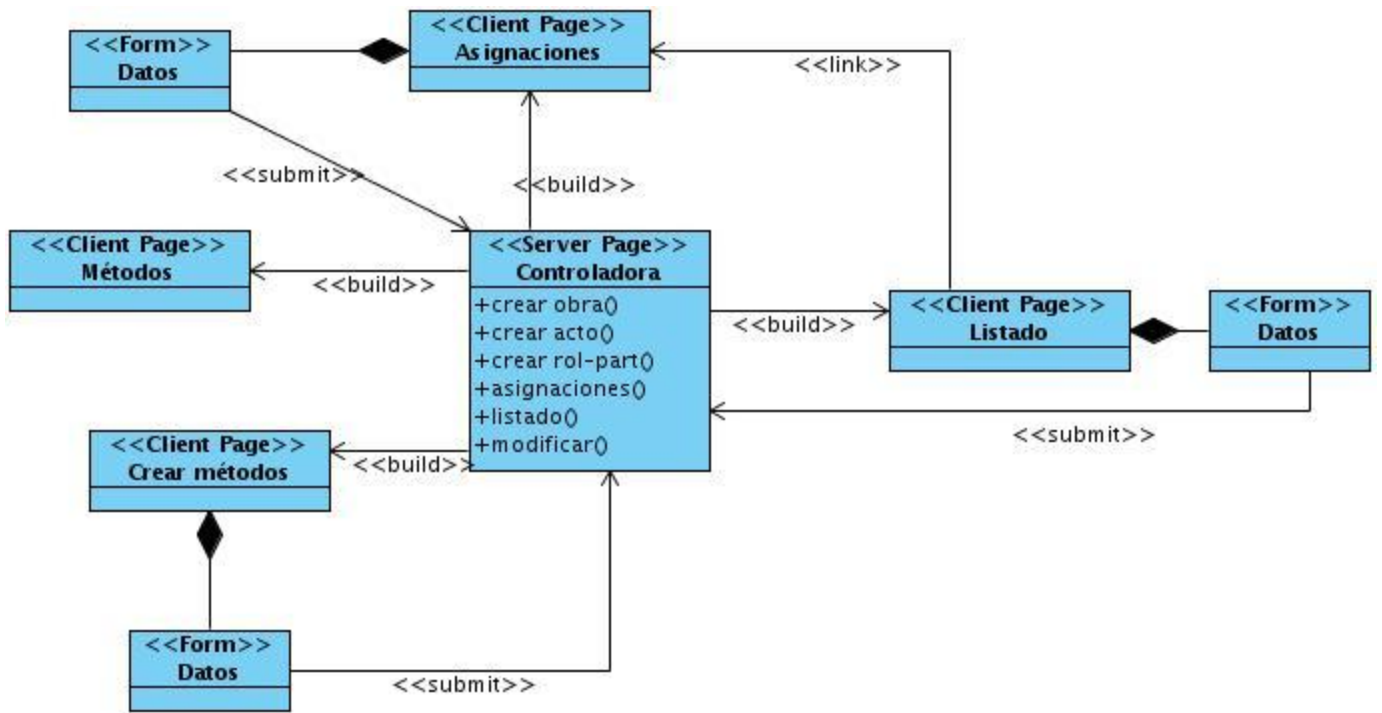 <<Client Page>>
Asignaciones
<<Form>>
Datos
<<link>>
<<submit>>
<<build>>
<<Client Page>>
Métodos
<<build>>
<<Server Page>>
Controladora
+crear obra()
+crear acto()
+crear rol-part()
+asignaciones()
+listado()
+modificar()
<<build>>
<<Client Page>>
Listado
<<Form>>
Datos
<<submit>>
<<Client Page>>
Crear métodos
<<build>>
<<Form>>
Datos
<<submit>>